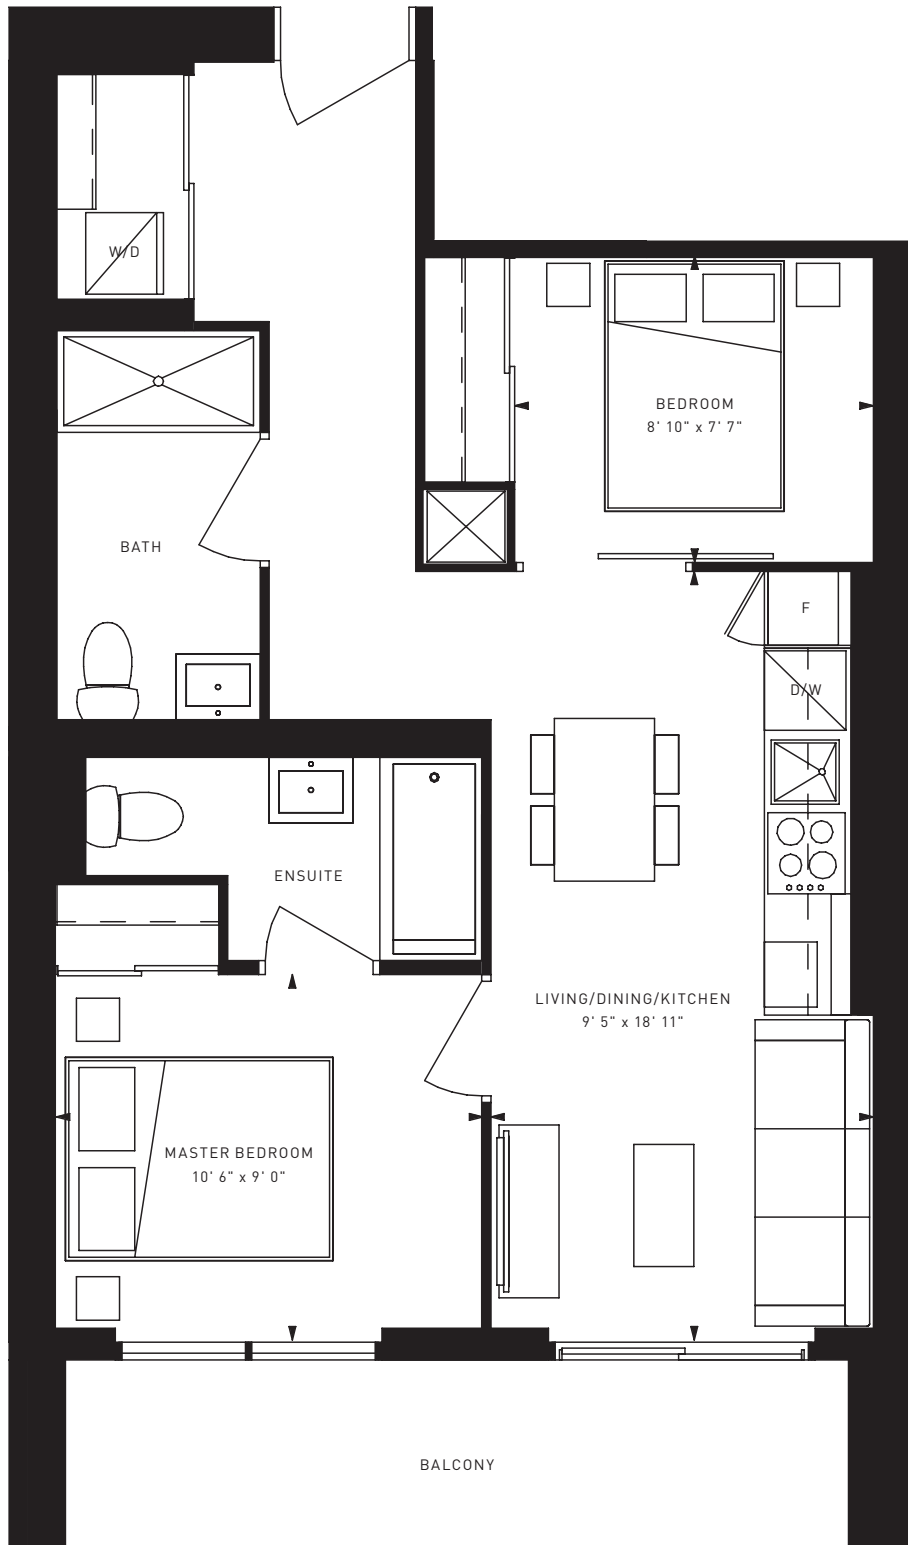 W/D
BEDROOM
8' 10" x 7' 7"
BATH
F
D/W
ENSUITE
LIVING/DINING/KITCHEN
9' 5" x 18' 11"
MASTER BEDROOM
10' 6" x 9' 0"
BALCONY